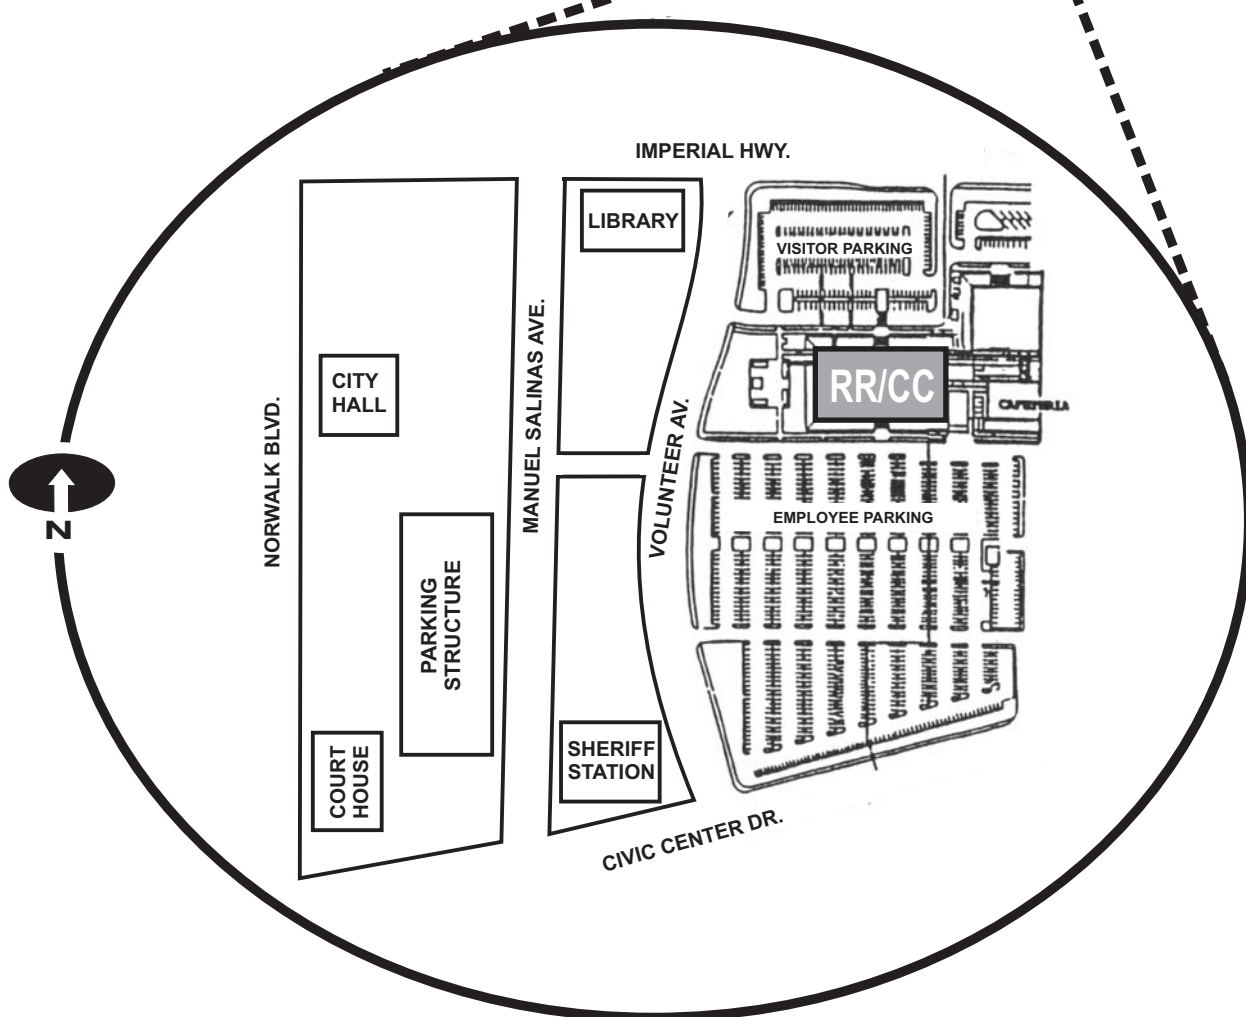 IMPERIAL HWY.
LIBRARY
VISITOR PARKING
MANUEL SALINAS AVE.
CITY
HALL
RR/CC
CAFETERIA
NORWALK BLVD.
VOLUNTEER AV.
N
EMPLOYEE PARKING
PARKING
STRUCTURE
COURT
HOUSE
SHERIFF
STATION
CIVIC CENTER DR.